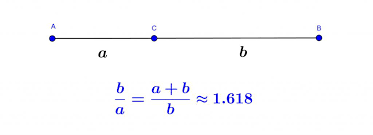 A C B
a b
b/a = a + b/b ≈ 1.618